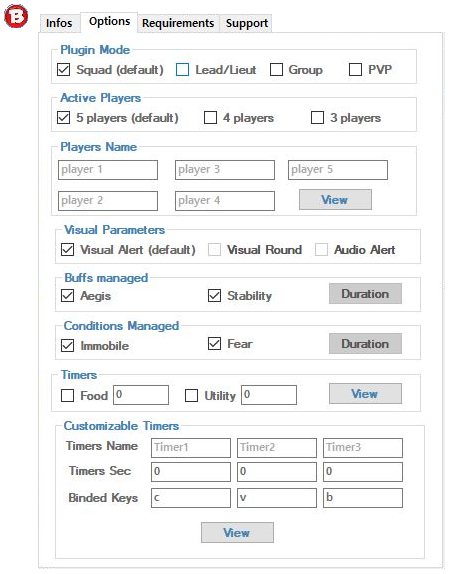 B
Infos Options Requirements Support
Plugin Mode
Squad (default) Lead/Lieut Group PVP
Active Players
5 players (default) 4 players 3 players
Players Name
player 1 player 3 player 5
player 2 player 4 View
Visual Parameters
Visual Alert (default) Visual Round Audio Alert
Buffs managed
Aegis Stability Duration
Conditions Managed
Immobile Fear Duration
Timers
Food 0 Utility 0 View
Customizable Timers
Timers Name Timer1 Timer2 Timer3
Timers Sec 0 0 0
Binded Keys c v b
View